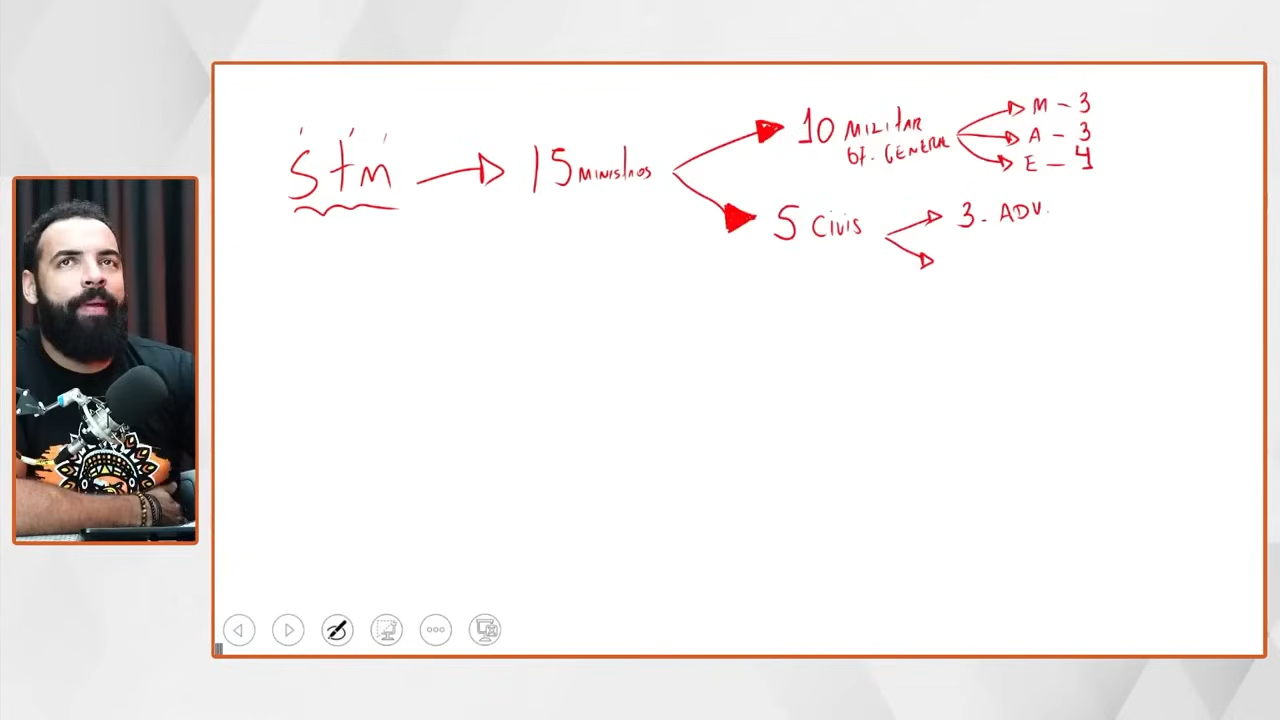 STM
15 MINISTROS
10 MILITAR
OF. GENERAL
M - 3
A - 3
E - 4
5 CIVIS
3 - ADV.